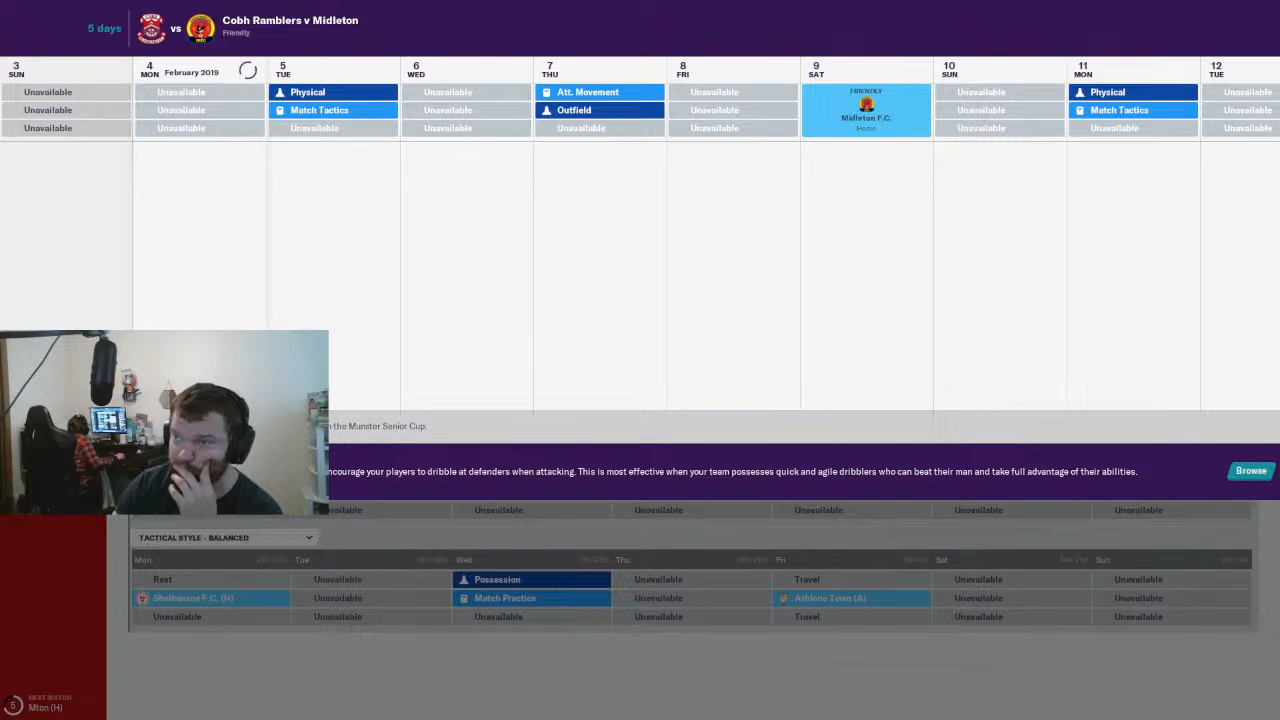 5 days
vs
Cobh Ramblers v Midleton
Friendly
3 SUN
4 MON February 2019
5 TUE
6 WED
7 THU
8 FRI
9 SAT
10 SUN
11 MON
12 TUE
Unavailable Unavailable Physical Unavailable Att. Movement Unavailable FRIENDLY Unavailable Physical Unavailable
Unavailable Unavailable Match Tactics Unavailable Outfield Unavailable Midleton F.C. Unavailable Match Tactics Unavailable
Unavailable Unavailable Unavailable Unavailable Unavailable Unavailable Home Unavailable Unavailable Unavailable
the Munster Senior Cup.
ncourage your players to dribble at defenders when attacking. This is most effective when your team possesses quick and agile dribblers who can beat their man and take full advantage of their abilities.
Browse
navailable Unavailable Unavailable Unavailable Unavailable Unavailable
TACTICAL STYLE - BALANCED
Mon Tue Wed Thu Fri Sat Sun
Rest Unavailable Possession Unavailable Travel Unavailable Unavailable
Shelbourne F.C. (H) Unavailable Match Practice Unavailable Athlone Town (A) Unavailable Unavailable
Unavailable Unavailable Unavailable Unavailable Travel Unavailable Unavailable
5
NEXT MATCH
Mton (H)